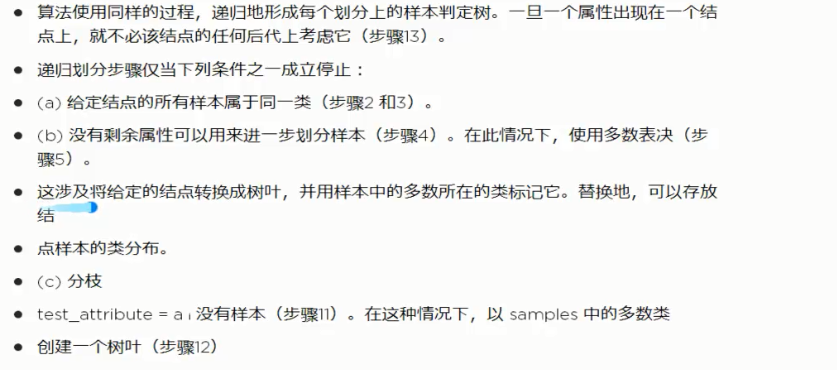 • 算法使用同样的过程，递归地形成每个划分上的样本判定树。一旦一个属性出现在一个结
点上，就不必该结点的任何后代上考虑它（步骤13）。
• 递归划分步骤仅当下列条件之一成立停止：
• (a) 给定结点的所有样本属于同一类（步骤2 和3）。
• (b) 没有剩余属性可以用来进一步划分样本（步骤4）。在此情况下，使用多数表决（步
骤5）。
• 这涉及将给定的结点转换成树叶，并用样本中的多数所在的类标记它。替换地，可以存放
结
• 点样本的类分布。
• (c) 分枝
• test_attribute = a i 没有样本（步骤11）。在这种情况下，以 samples 中的多数类
• 创建一个树叶（步骤12）